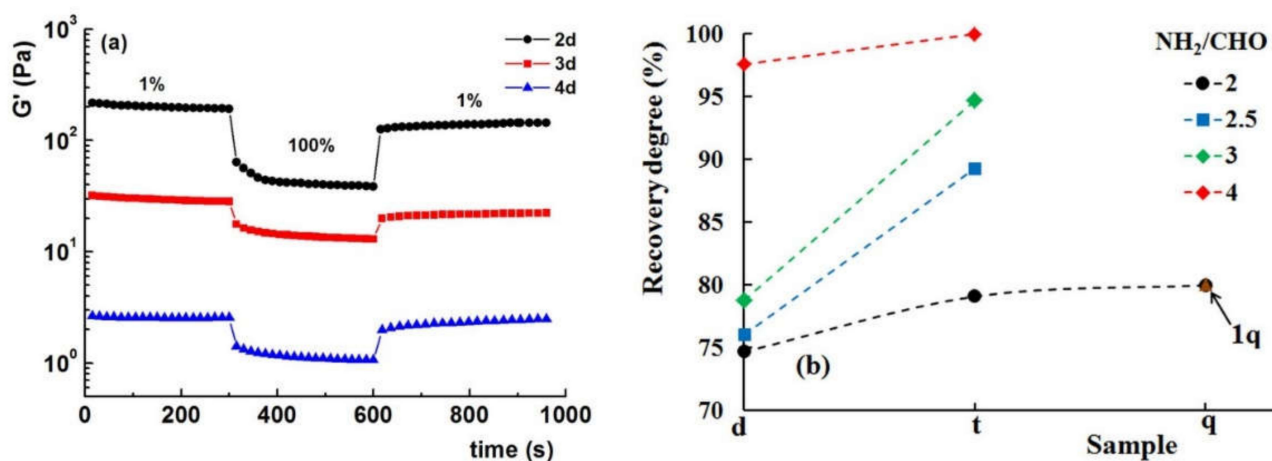 (a)
2d
3d
4d
1%
100%
1%
G' (Pa)
10³
10²
10¹
10⁰
0 200 400 600 800 1000
time (s)
NH₂/CHO
2
2.5
3
4
Recovery degree (%)
100
95
90
85
80
75
70
(b)
1q
d t q
Sample